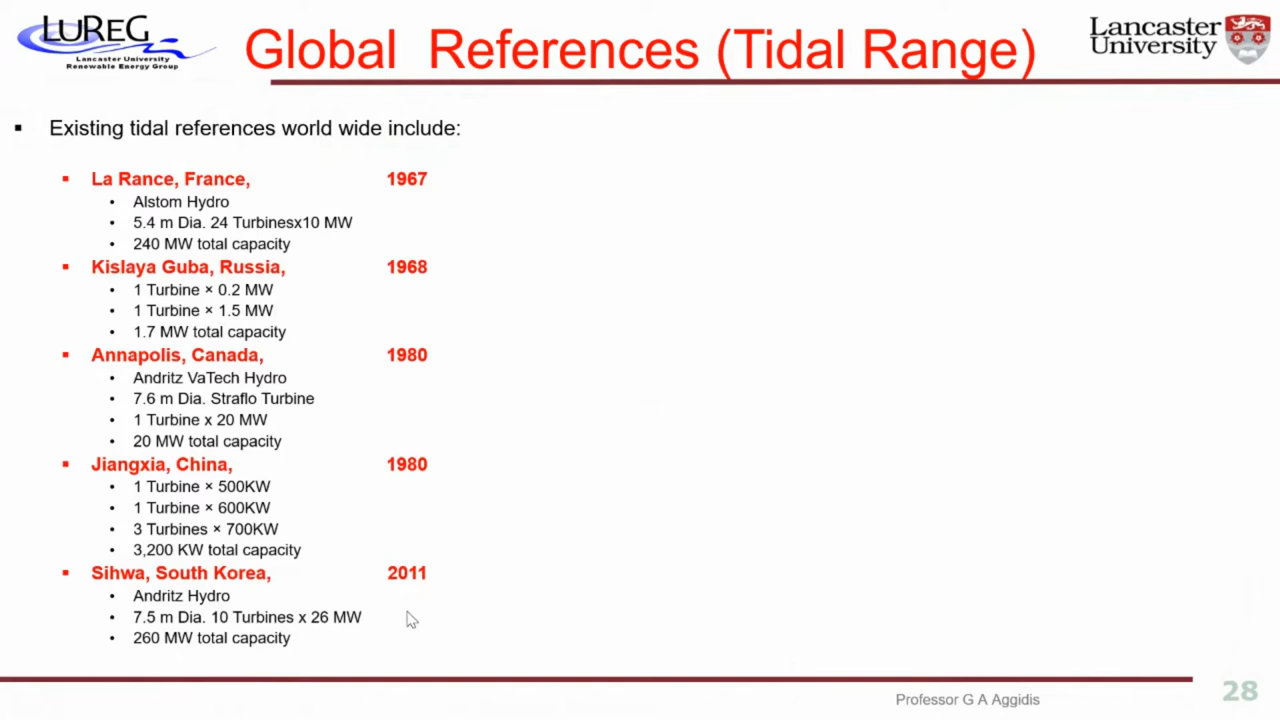 LUREG
Lancaster University
Renewable Energy Group
Global References (Tidal Range)
Lancaster
University
Existing tidal references world wide include:
La Rance, France, 1967
Alstom Hydro
5.4 m Dia. 24 Turbinesx10 MW
240 MW total capacity
Kislaya Guba, Russia, 1968
1 Turbine × 0.2 MW
1 Turbine × 1.5 MW
1.7 MW total capacity
Annapolis, Canada, 1980
Andritz VaTech Hydro
7.6 m Dia. Straflo Turbine
1 Turbine x 20 MW
20 MW total capacity
Jiangxia, China, 1980
1 Turbine × 500KW
1 Turbine × 600KW
3 Turbines × 700KW
3,200 KW total capacity
Sihwa, South Korea, 2011
Andritz Hydro
7.5 m Dia. 10 Turbines x 26 MW
260 MW total capacity
Professor G A Aggidis
28